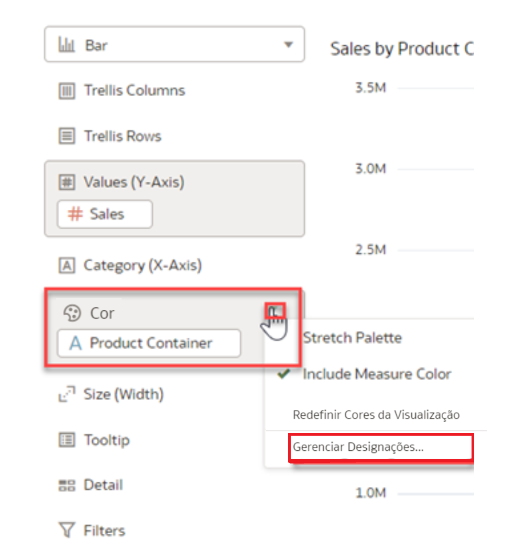 Bar
Sales by Product C
Trellis Columns
3.5M
Trellis Rows
Values (Y-Axis)
3.0M
# Sales
Category (X-Axis)
2.5M
Cor
A Product Container
Stretch Palette
Include Measure Color
Size (Width)
Redefinir Cores da Visualização
Tooltip
Gerenciar Designações...
Detail
1.0M
Filters